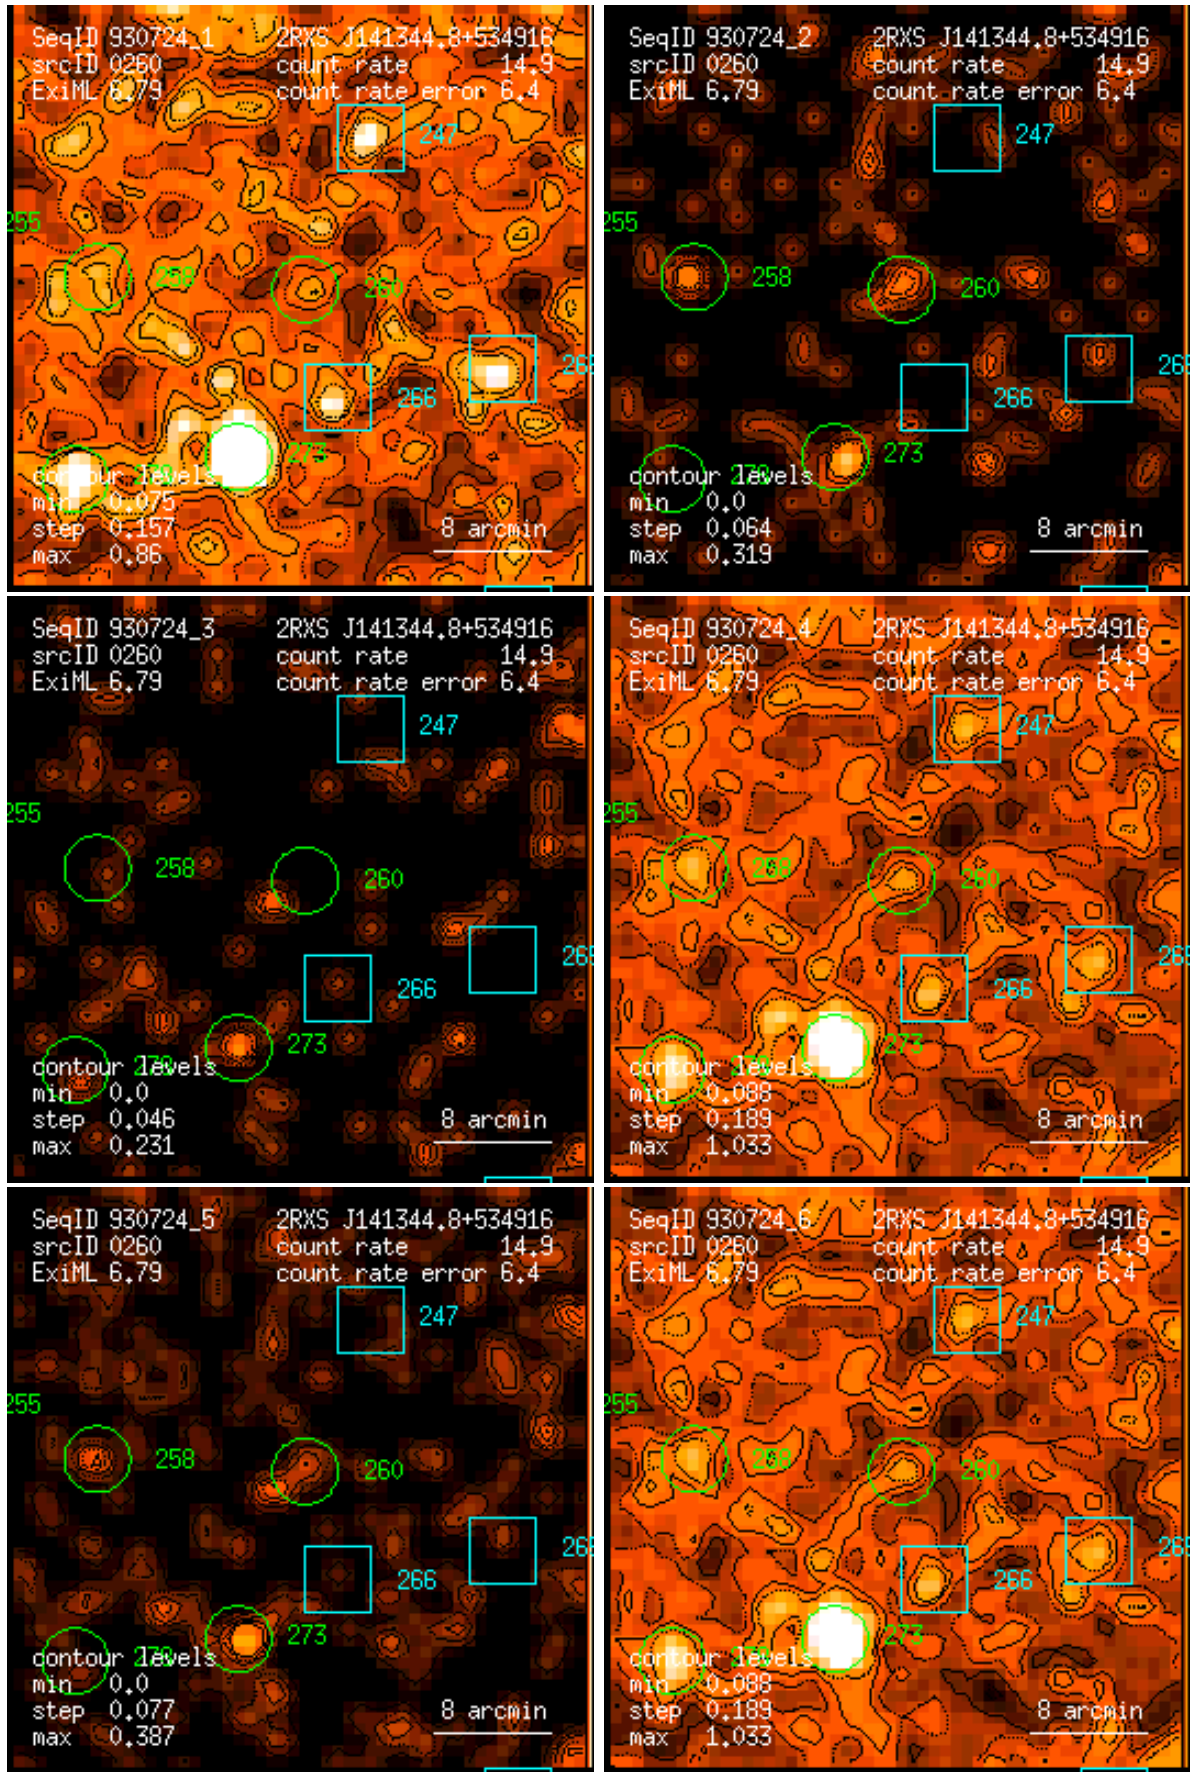 SeqID 930724_1 2RXS J141344.8+534916
srcID 0260 count rate 14.9
ExiML 6.79 count rate error 6.4
247
255
258 260
266 265
273
279
contour levels
min 0.075
step 0.157 8 arcmin
max 0.86
SeqID 930724_2 2RXS J141344.8+534916
srcID 0260 count rate 14.9
ExiML 6.79 count rate error 6.4
247
255
258 260
266
273
contour levels
min 0.0
step 0.064 8 arcmin
max 0.319
SeqID 930724_3 2RXS J141344.8+534916
srcID 0260 count rate 14.9
ExiML 6.79 count rate error 6.4
247
255
258 260
266
273
contour levels
min 0.0
step 0.046 8 arcmin
max 0.231
SeqID 930724_4 2RXS J141344.8+534916
srcID 0260 count rate 14.9
ExiML 6.79 count rate error 6.4
247
255
258 260
266
273
contour levels
min 0.088
step 0.189 8 arcmin
max 1.033
SeqID 930724_5 2RXS J141344.8+534916
srcID 0260 count rate 14.9
ExiML 6.79 count rate error 6.4
247
255
258 260
266
273
contour levels
min 0.0
step 0.077 8 arcmin
max 0.387
SeqID 930724_6 2RXS J141344.8+534916
srcID 0260 count rate 14.9
ExiML 6.79 count rate error 6.4
247
255
258 260
266
273
contour levels
min 0.088
step 0.189 8 arcmin
max 1.033